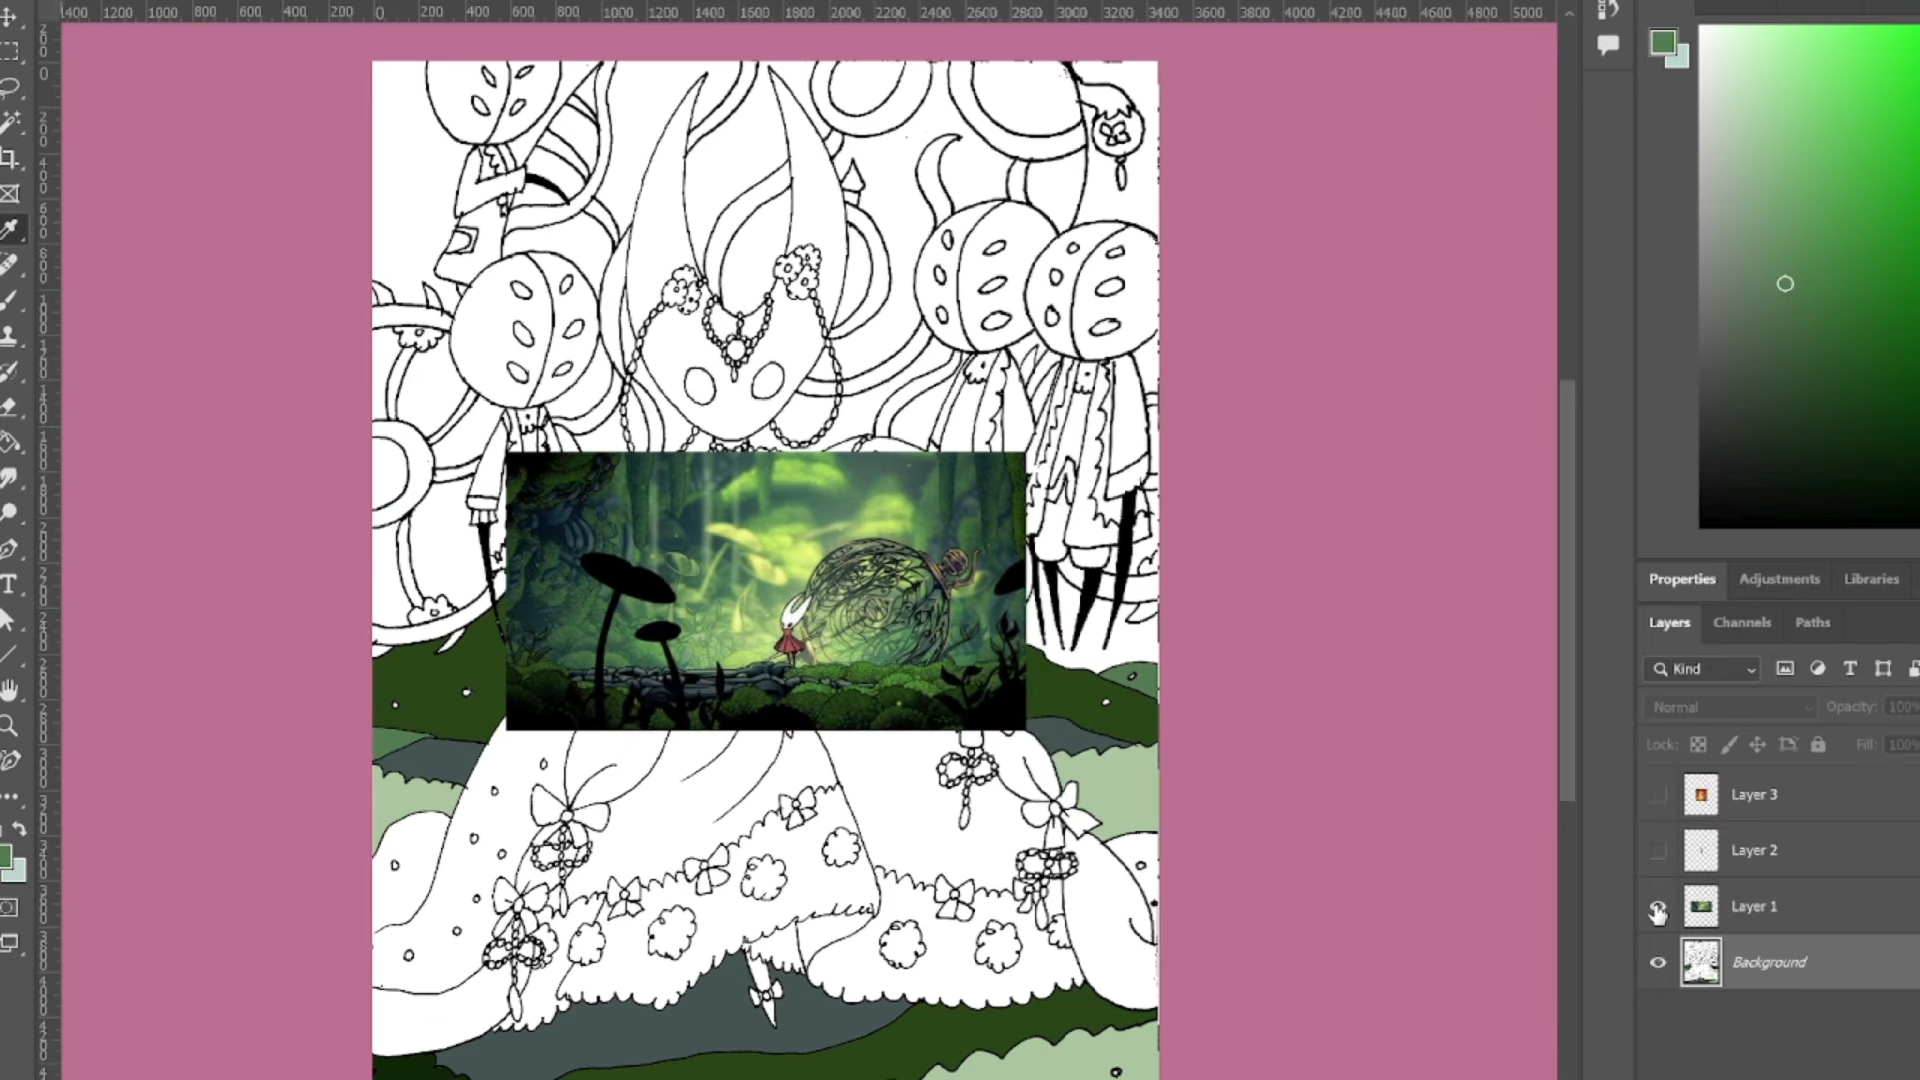 1400 1200 1000 800 600 400 200 0 200 400 600 800 1000 1200 1400 1600 1800 2000 2200 2400 2600 2800 3000 3200 3400 3600 3800 4000 4200 4400 4600 4800 5000
Properties Adjustments Libraries
Layers Channels Paths
Kind
Normal Opacity: 100%
Lock: Fill: 100%
Layer 3
Layer 2
Layer 1
Background